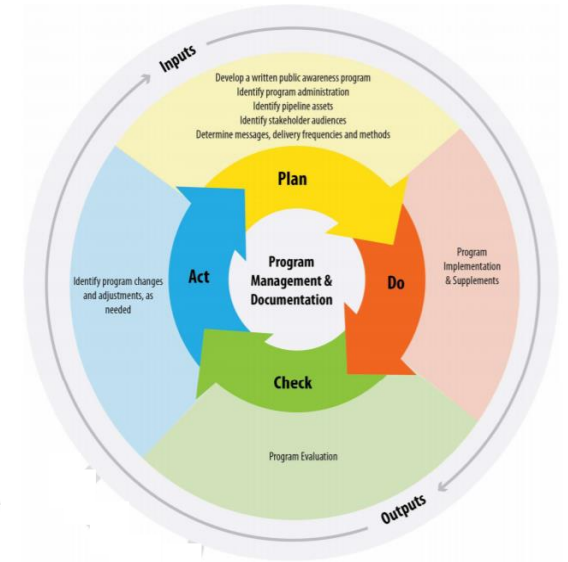 Inputs
Develop a written public awareness program
Identify program administration
Identify pipeline assets
Identify stakeholder audiences
Determine messages, delivery frequencies and methods
Plan
Program
Management &
Documentation
Act
Do
Identify program changes
and adjustments, as
needed
Program
Implementation
& Supplements
Check
Program Evaluation
Outputs